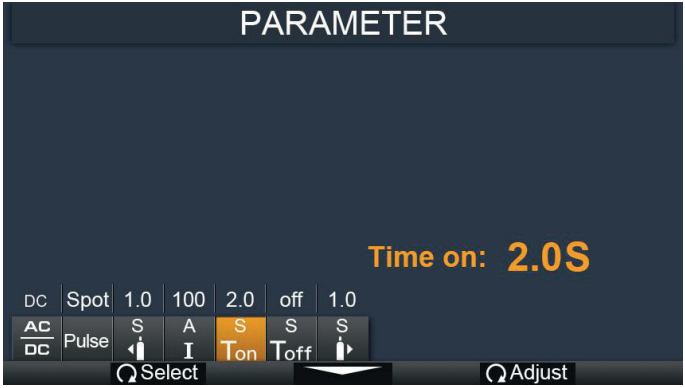 PARAMETER
Time on: 2.0S
DC Spot 1.0 100 2.0 off 1.0
AC S A S S S
DC Pulse I Ton Toff
Select Adjust